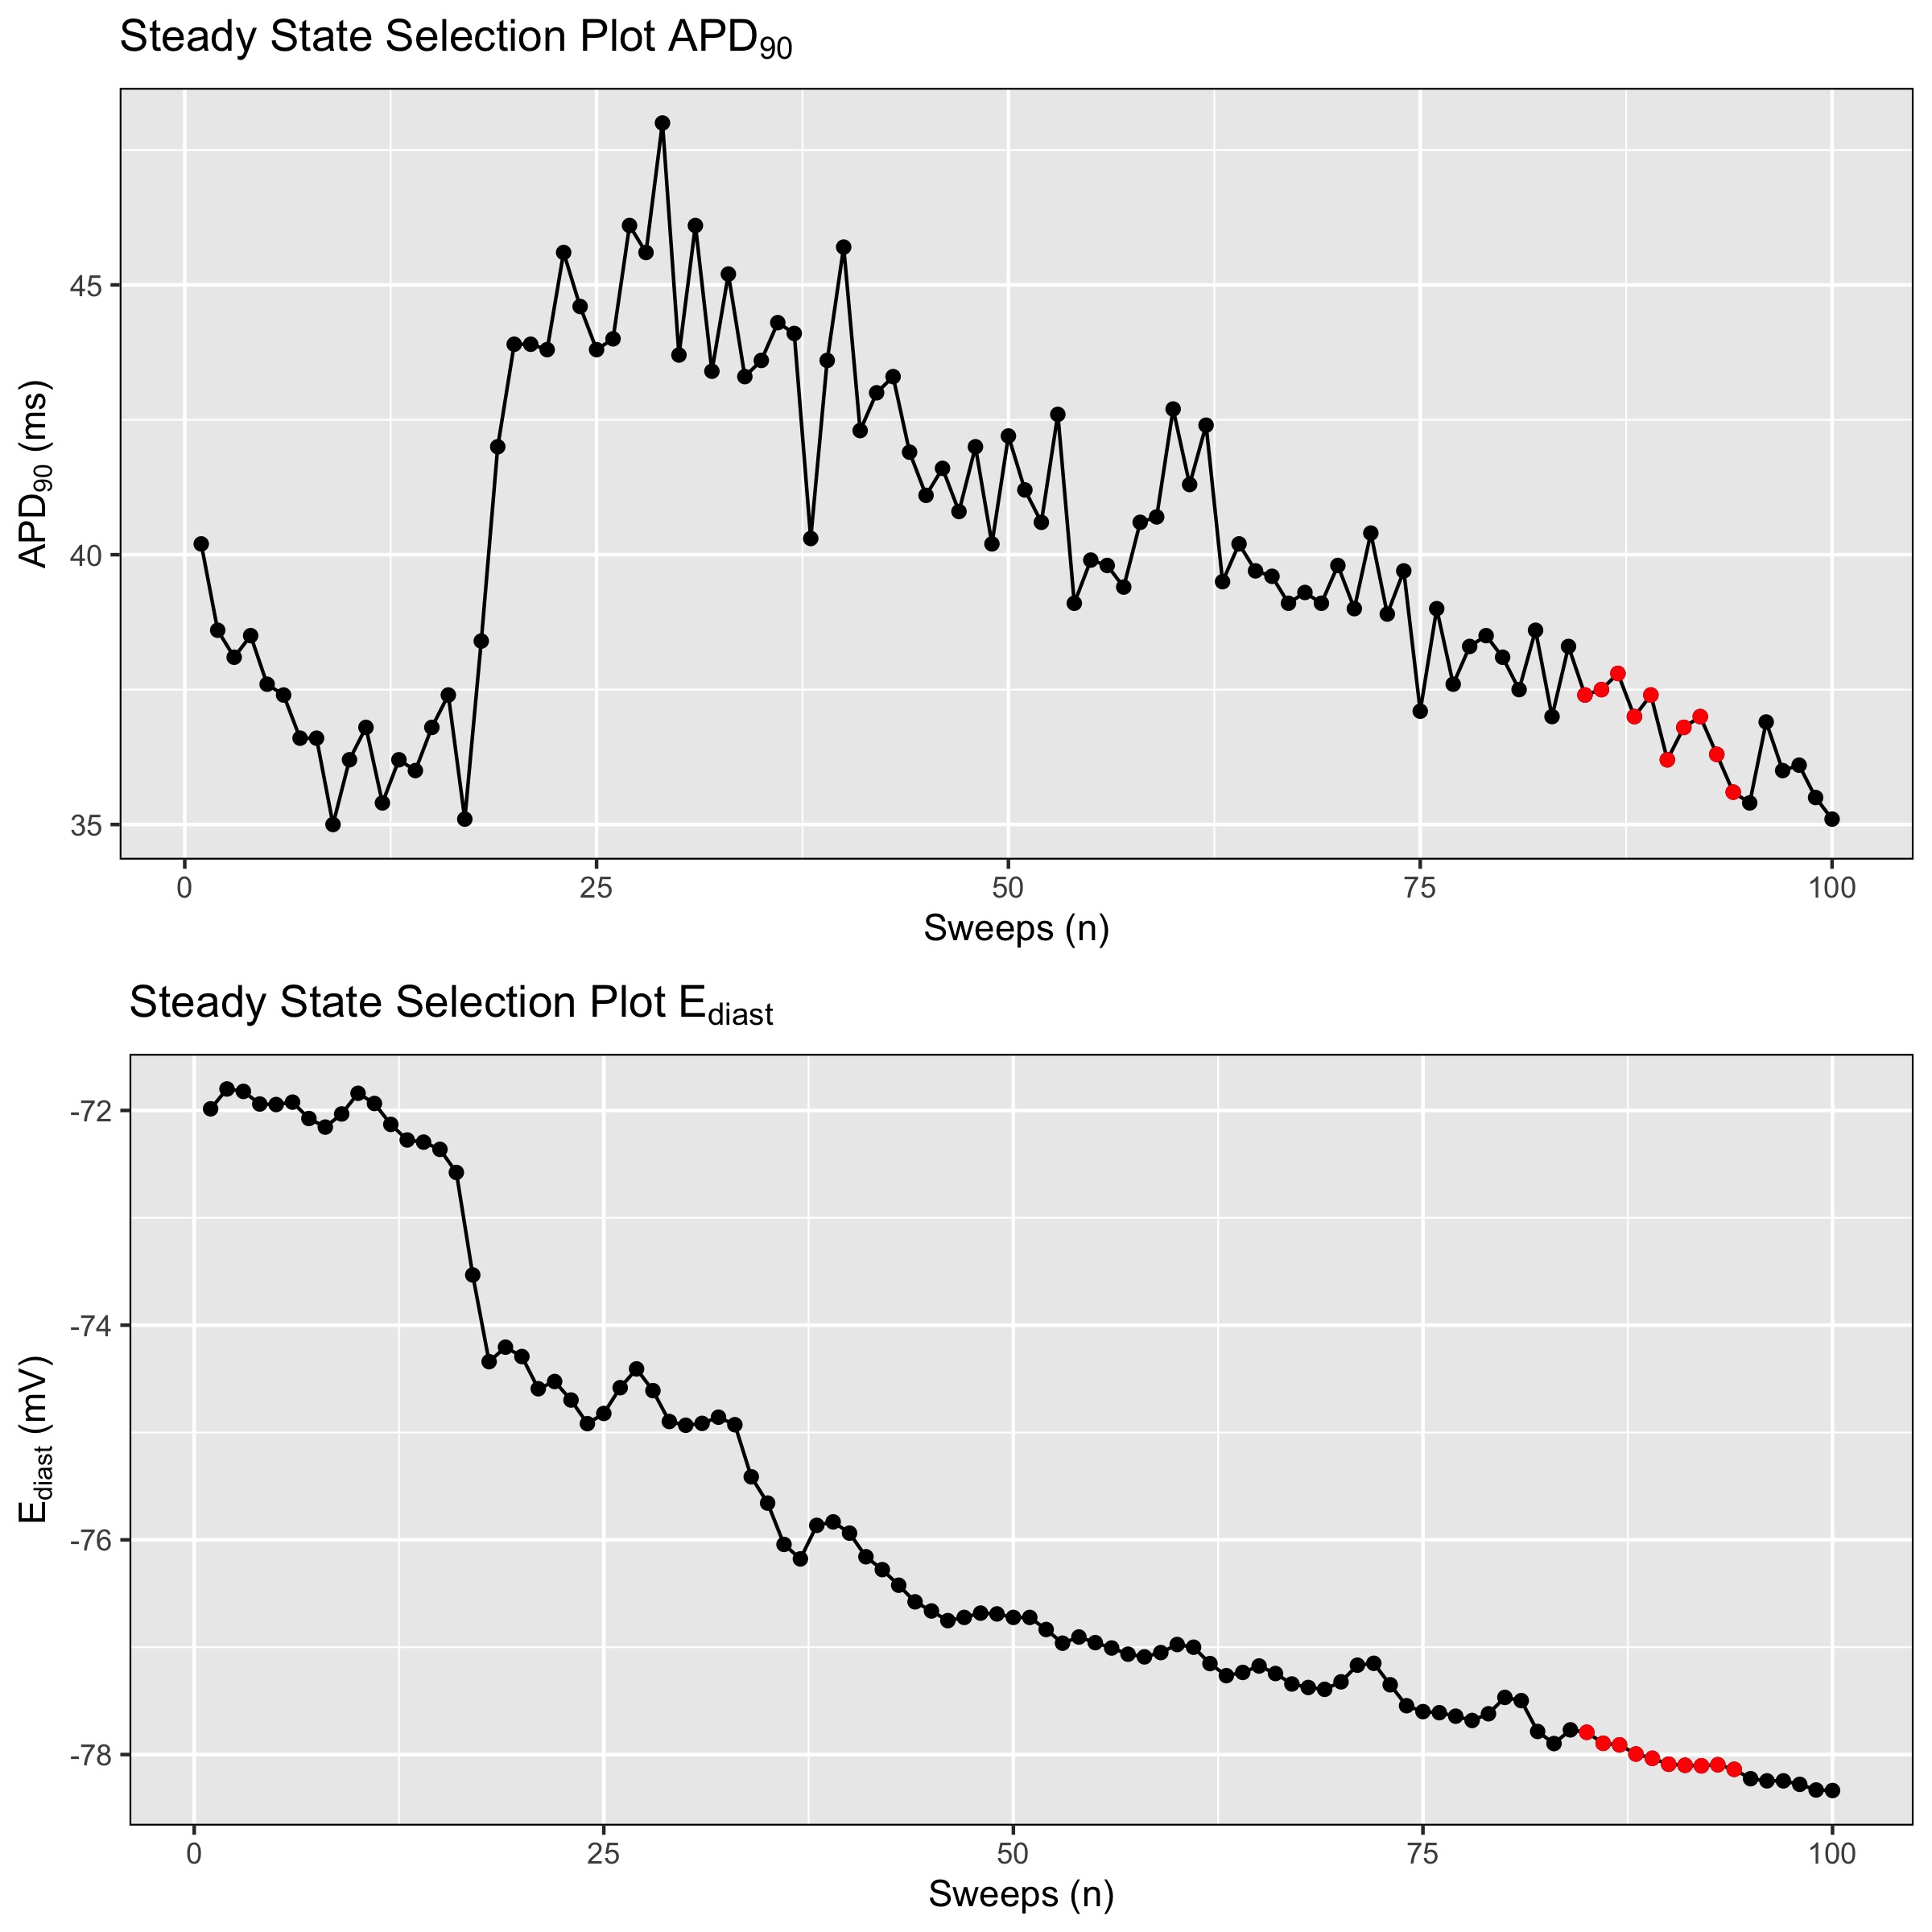 Steady State Selection Plot APD90
45
40
35
APD90 (ms)
0 25 50 75 100
Sweeps (n)
Steady State Selection Plot Ediast
-72
-74
-76
-78
Ediast (mV)
0 25 50 75 100
Sweeps (n)